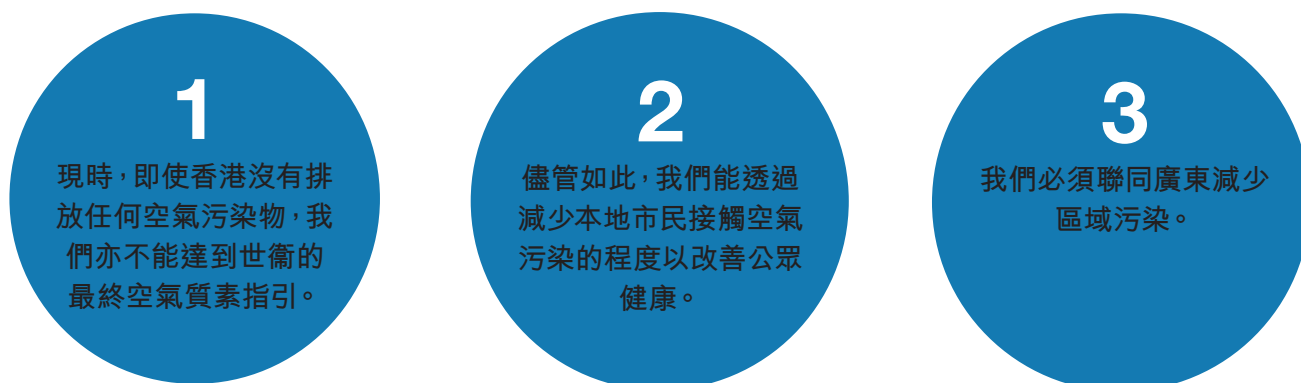 1
現時，即使香港沒有排
放任何空氣污染物，我
們亦不能達到世衞的
最終空氣質素指引。
2
儘管如此，我們能透過
減少本地市民接觸空氣
污染的程度以改善公眾
健康。
3
我們必須聯同廣東減少
區域污染。